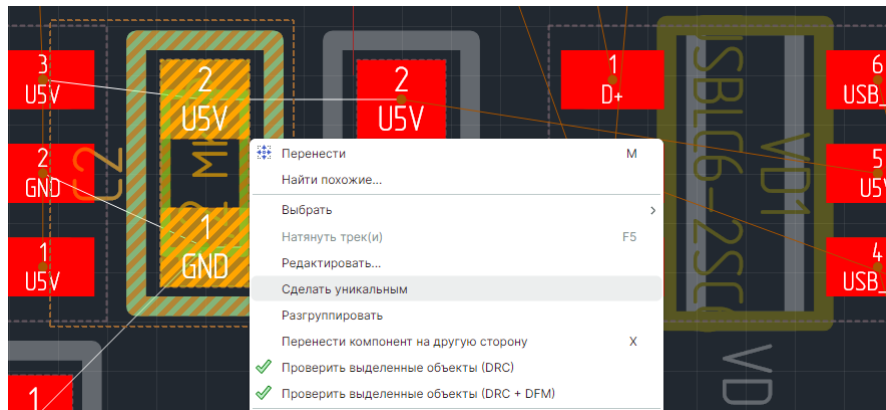 3
U5V
2
U5V
2
U5V
1
D+
6
USB_
2
GND
C2
1
GND
5
U5V
1
U5V
4
USB_
USBLC6-2SC6
VD1
VD
1
Перенести M
Найти похожие...
Выбрать
Натянуть трек(и) F5
Редактировать...
Сделать уникальным
Разгруппировать
Перенести компонент на другую сторону X
Проверить выделенные объекты (DRC)
Проверить выделенные объекты (DRC + DFM)